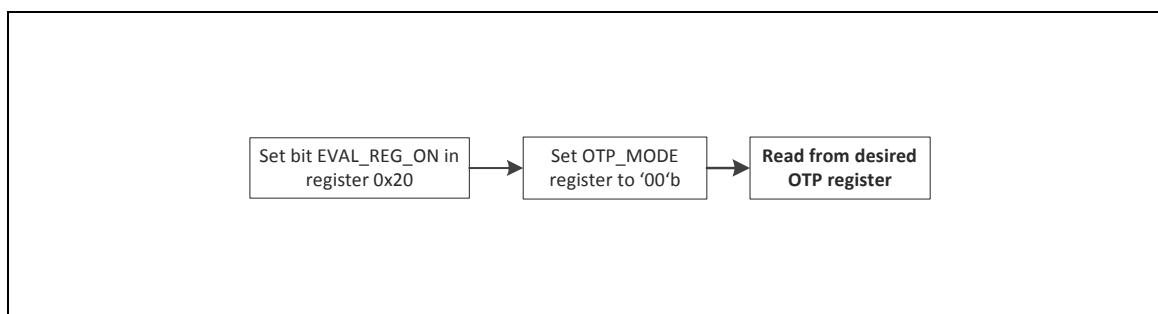 Set bit EVAL_REG_ON in
register 0x20
Set OTP_MODE
register to ‘00‘b
Read from desired
OTP register